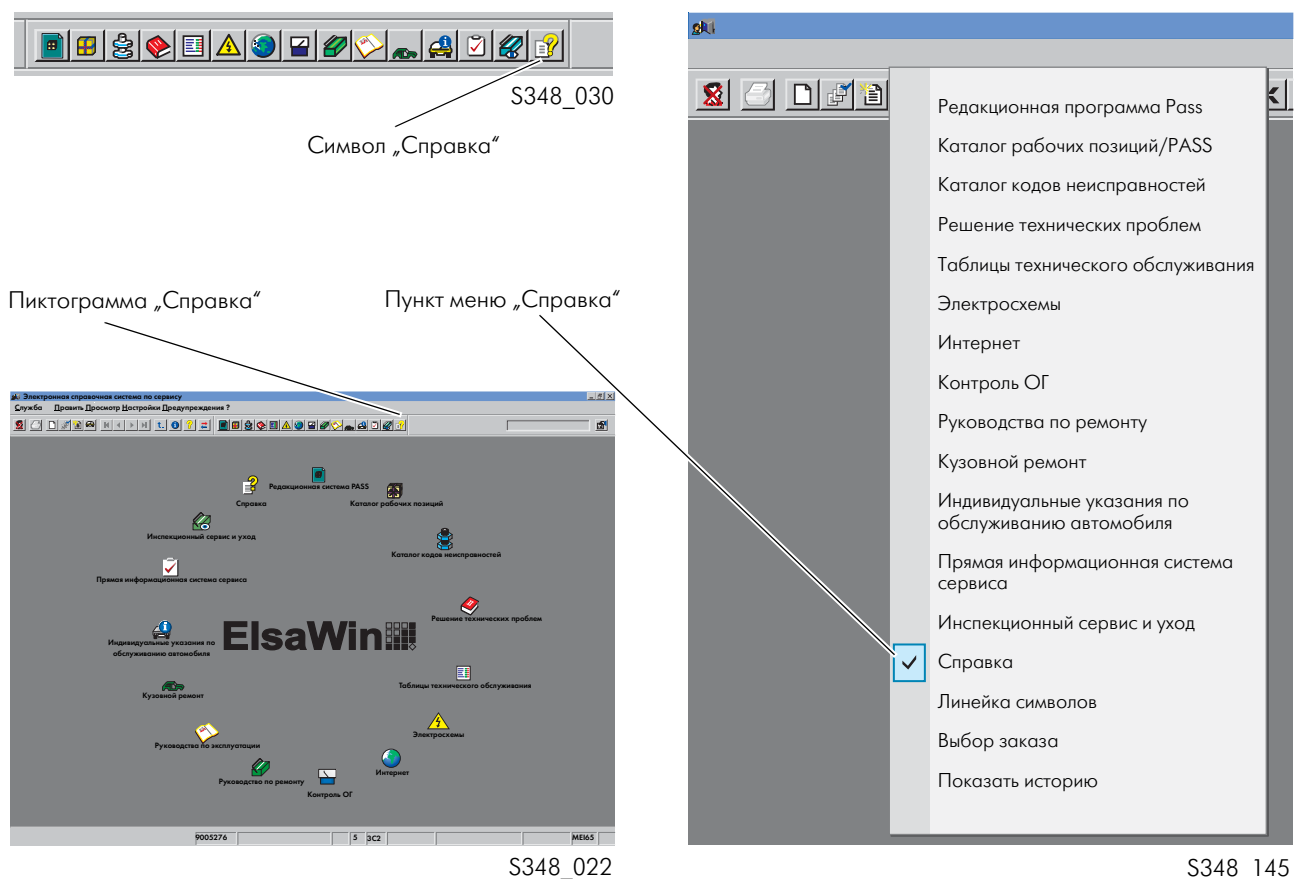 S348_030
Символ „Справка“
Пиктограмма „Справка“
Пункт меню „Справка“
Электронная справочная система по сервису
Служба Править Просмотр Настройки Предупреждения ?
Справка
Редакционная система PASS
Каталог рабочих позиций
Инспекционный сервис и уход
Каталог кодов неисправностей
Прямая информационная система сервиса
Решение технических проблем
Индивидуальные указания по
обслуживанию автомобиля
ElsaWin
Таблицы технического обслуживания
Кузовной ремонт
Электросхемы
Руководства по эксплуатации
Интернет
Руководство по ремонту
Контроль ОГ
9005276 5 3C2 MEI65
S348_022
Редакционная программа Pass
Каталог рабочих позиций/PASS
Каталог кодов неисправностей
Решение технических проблем
Таблицы технического обслуживания
Электросхемы
Интернет
Контроль ОГ
Руководства по ремонту
Кузовной ремонт
Индивидуальные указания по
обслуживанию автомобиля
Прямая информационная система
сервиса
Инспекционный сервис и уход
Справка
Линейка символов
Выбор заказа
Показать историю
S348 145